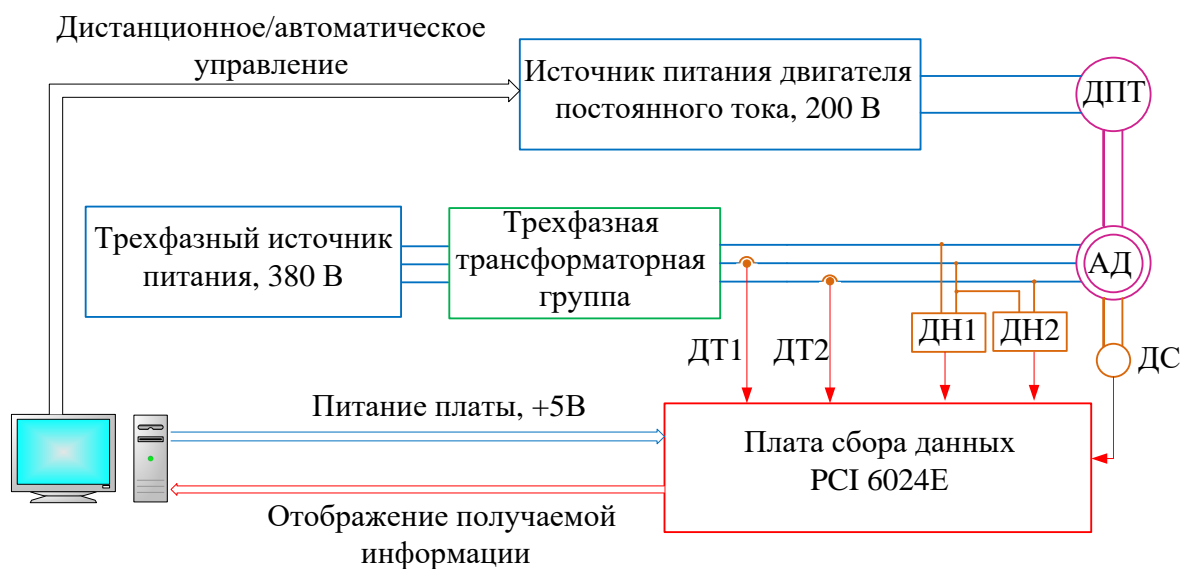 Дистанционное/автоматическое
управление
Источник питания двигателя
постоянного тока, 200 В
ДПТ
Трехфазный источник
питания, 380 В
Трехфазная
трансформаторная
группа
АД
ДТ1
ДТ2
ДН1
ДН2
ДС
Питание платы, +5В
Плата сбора данных
PCI 6024E
Отображение получаемой
информации